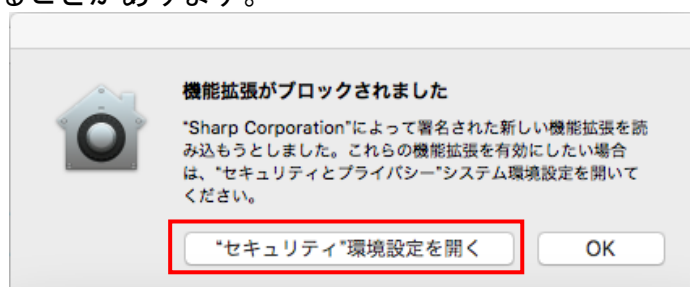 ることがあります。
機能拡張がブロックされました
"Sharp Corporation"によって署名された新しい機能拡張を読
み込もうとしました。これらの機能拡張を有効にしたい場合
は、"セキュリティとプライバシー"システム環境設定を開いて
ください。
"セキュリティ"環境設定を開く
OK